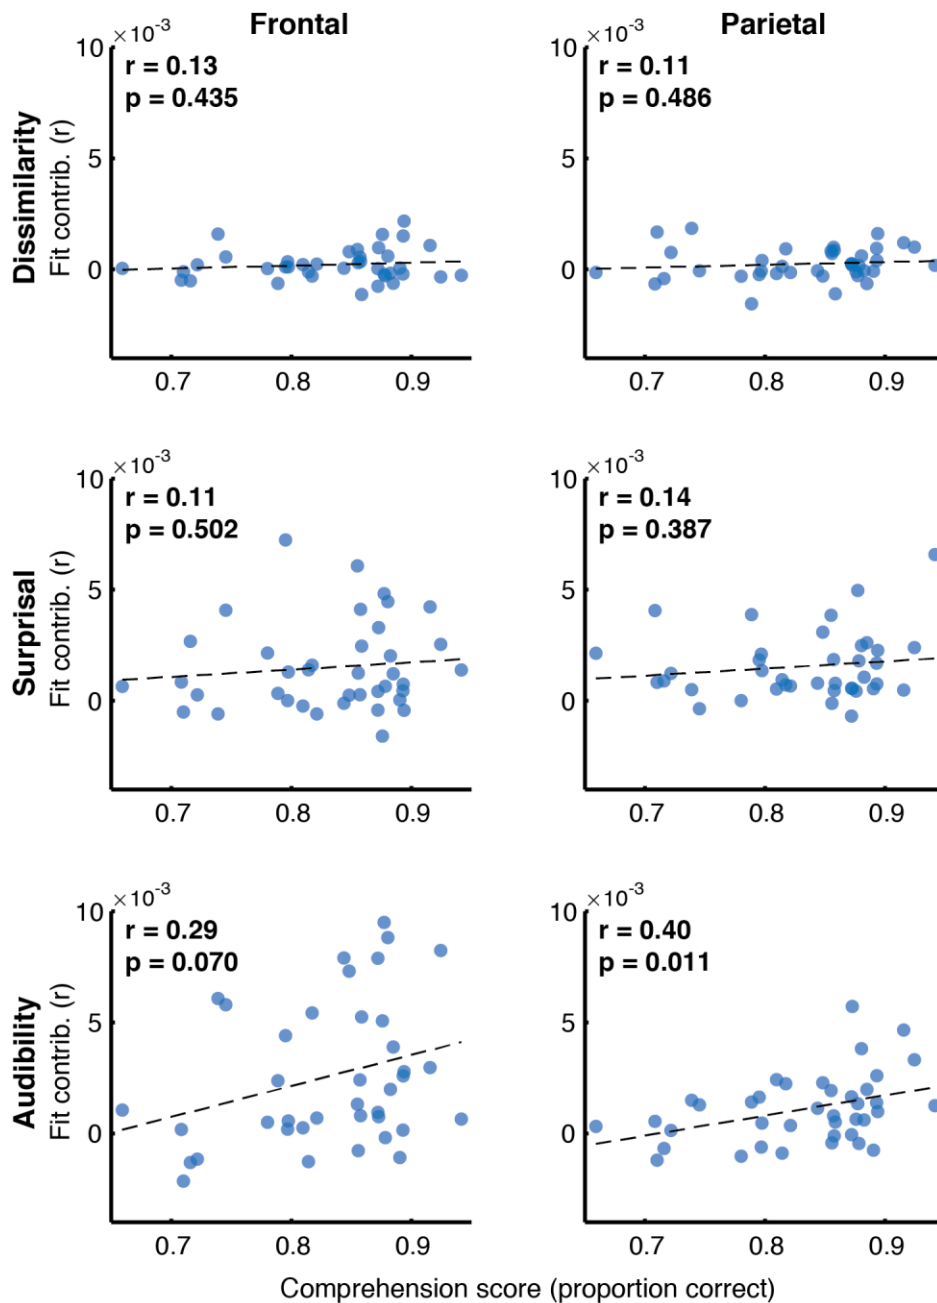 Frontal
Parietal
×10-3
10
5
0
r = 0.13
p = 0.435
0.7
0.8
0.9
Dissimilarity
Fit contrib. (r)
×10-3
10
5
0
r = 0.11
p = 0.486
0.7
0.8
0.9
×10-3
10
5
0
r = 0.11
p = 0.502
0.7
0.8
0.9
Surprisal
Fit contrib. (r)
×10-3
10
5
0
r = 0.14
p = 0.387
0.7
0.8
0.9
×10-3
10
5
0
r = 0.29
p = 0.070
0.7
0.8
0.9
Audibility
Fit contrib. (r)
×10-3
10
5
0
r = 0.40
p = 0.011
0.7
0.8
0.9
Comprehension score (proportion correct)